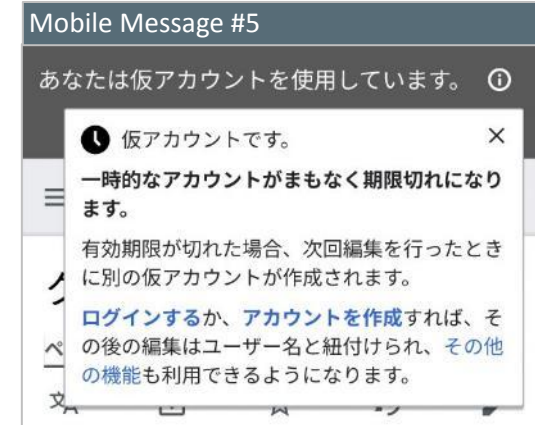 Mobile Message #5
あなたは仮アカウントを使用しています。
仮アカウントです。
一時的なアカウントがまもなく期限切れになり
ます。
有効期限が切れた場合、次回編集を行ったとき
に別の仮アカウントが作成されます。
ログインするか、アカウントを作成すれば、そ
の後の編集はユーザー名と紐付けられ、その他
の機能も利用できるようになります。